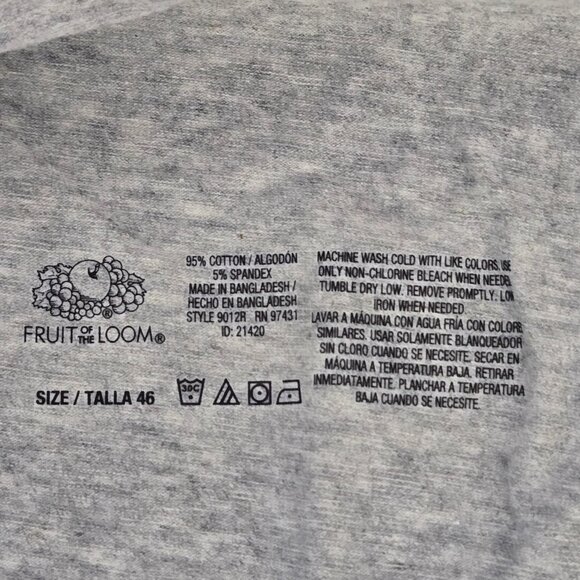 FRUIT OF THE LOOM®
SIZE / TALLA 46
30C
95% COTTON / ALGODÓN
5% SPANDEX
MADE IN BANGLADESH /
HECHO EN BANGLADESH
STYLE 9012R RN 97431
ID: 21420
MACHINE WASH COLD WITH LIKE COLORS. USE
ONLY NON-CHLORINE BLEACH WHEN
TUMBLE DRY LOW. REMOVE PROMPTLY.
IRON WHEN NEEDED.
LAVAR A MÁQUINA CON AGUA FRÍA CON
SIMILARES. USAR SOLAMENTE BLANQUEADOR
SIN CLORO CUANDO SE NECESITE. SECAR EN
MÁQUINA A TEMPERATURA BAJA. RETIRAR
INMEDIATAMENTE. PLANCHAR A TEMPERATURA
BAJA CUANDO SE NECESITE.